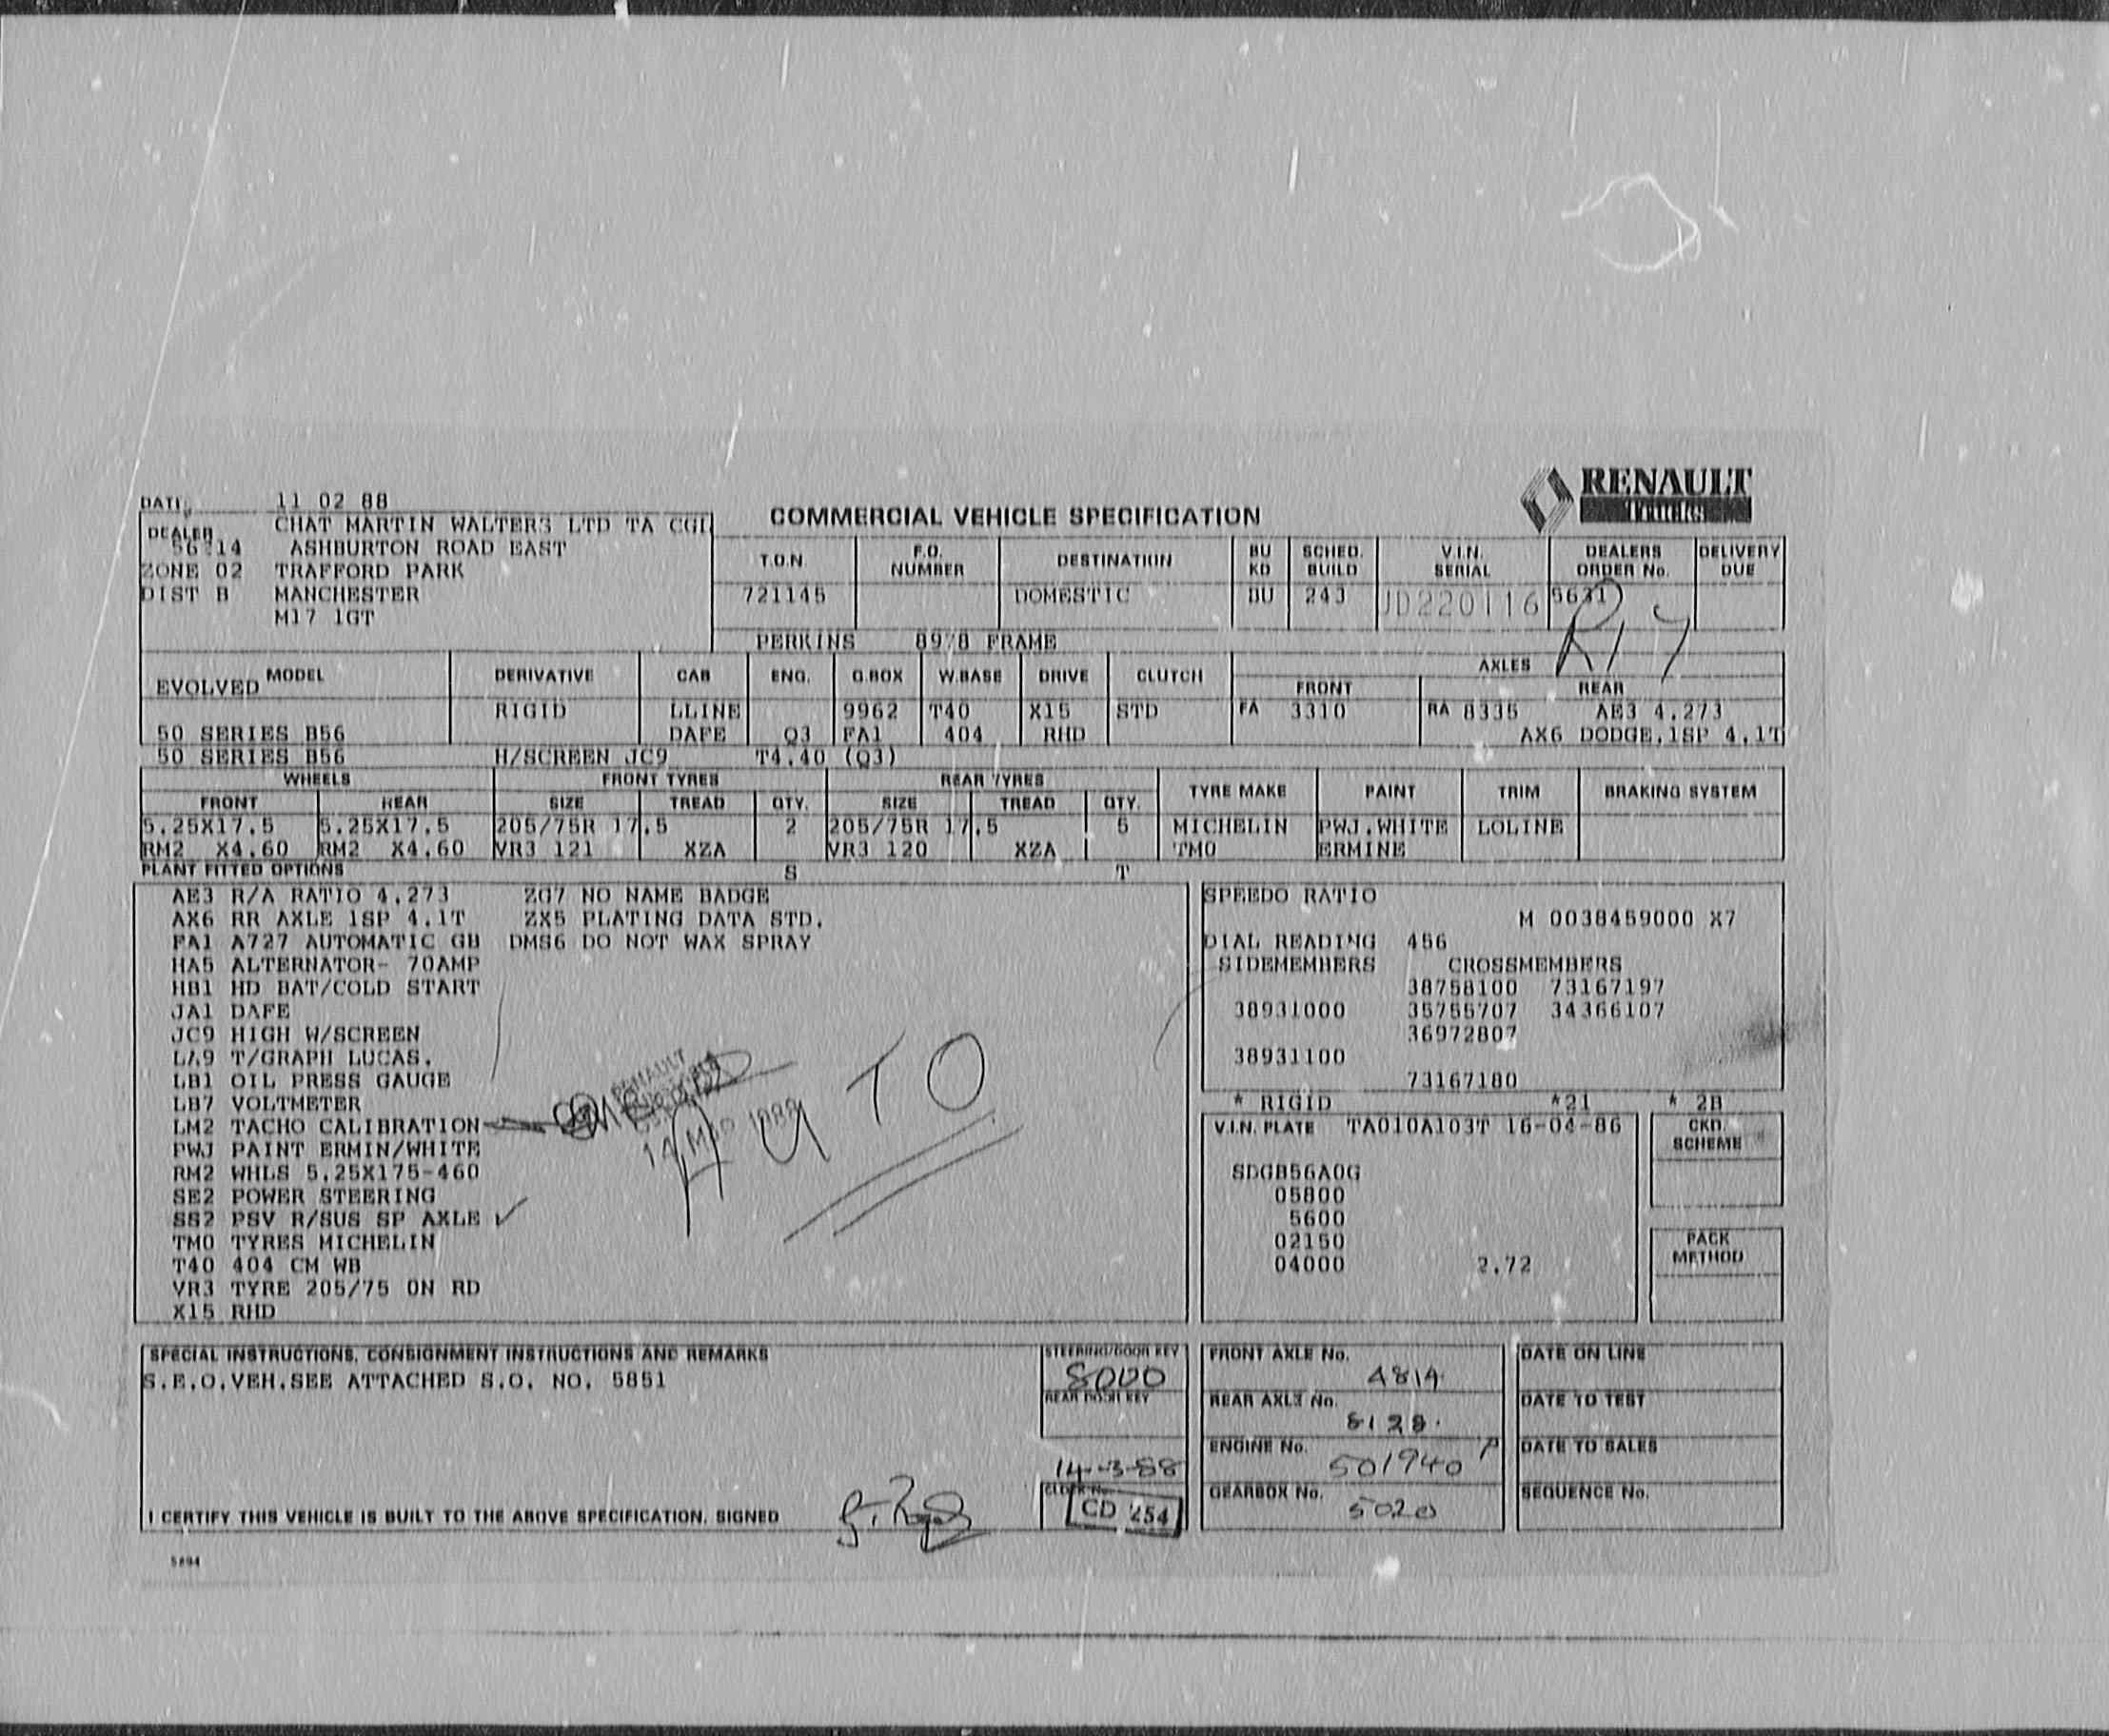 RENAULT
Trucks
11 02 88
COMMERCIAL VEHICLE SPECIFICATION
DEALER CHAT MARTIN WALTERS LTD TA CGI
ASHBURTON ROAD EAST
ZONE 02 TRAFFORD PARK
DIST B MANCHESTER
M17 1GT
T.O.N F.O. NUMBER DESTINATION BU KD SCHED. BUILD V.I.N. SERIAL DEALERS ORDER No. DELIVERY DUE
721145 DOMESTIC BU 243 JD220116 5631
PERKINS 8978 FRAME
MODEL DERIVATIVE CAB ENG. G.BOX W.BASE DRIVE CLUTCH AXLES
EVOLVED FRONT REAR
RIGID LLINE 9962 T40 X15 STD FA 3310 RA 8335 AE3 4.273
50 SERIES B56 DAFE Q3 FA1 404 RHD AX6 DODGE.1SP 4.1T
50 SERIES B56 H/SCREEN JC9 T4.40 (Q3)
WHEELS FRONT TYRES REAR TYRES TYRE MAKE PAINT TRIM BRAKING SYSTEM
FRONT REAR SIZE TREAD QTY. SIZE TREAD QTY.
5.25X17.5 5.25X17.5 205/75R 17.5 2 205/75R 17.5 5 MICHELIN PWJ.WHITE LOLINE
RM2 X4.60 RM2 X4.60 VR3 121 XZA VR3 120 XZA TMO ERMINE
PLANT FITTED OPTIONS S T
AE3 R/A RATIO 4.273 ZG7 NO NAME BADGE
AX6 RR AXLE 1SP 4.1T ZX5 PLATING DATA STD.
FA1 A727 AUTOMATIC GB DMS6 DO NOT WAX SPRAY
HA5 ALTERNATOR- 70AMP
HB1 HD BAT/COLD START
JA1 DAFE
JC9 HIGH W/SCREEN
LA9 T/GRAPH LUCAS.
LB1 OIL PRESS GAUGE
LB7 VOLTMETER
LM2 TACHO CALIBRATION
PWJ PAINT ERMIN/WHITE
RM2 WHLS 5.25X175-460
SE2 POWER STEERING
SS2 PSV R/SUS SP AXLE ✓
TMO TYRES MICHELIN
T40 404 CM WB
VR3 TYRE 205/75 ON RD
X15 RHD
RENAULT
14 MAR 1988
AUTO
SPEEDO RATIO
M 0038459000 X7
DIAL READING 456
SIDEMEMBERS CROSSMEMBERS
38758100 73167197
38931000 35755707 34366107
36972807
38931100
73167180
* RIGID *21 * 2B
V.I.N. PLATE TA010A103T 16-04-86
CKD. SCHEME
SDGB56A0G
05800
5600
02150
04000 2.72
PACK METHOD
SPECIAL INSTRUCTIONS. CONSIGNMENT INSTRUCTIONS AND REMARKS
S.E.O.VEH.SEE ATTACHED S.O. NO. 5851
I CERTIFY THIS VEHICLE IS BUILT TO THE ABOVE SPECIFICATION. SIGNED
STEERING/DOOR KEY
8000
REAR DOOR KEY
14-3-88
CLOCK No.
CD 254
FRONT AXLE No. 4814
REAR AXLE No. 8128
ENGINE No. 501940 P
GEARBOX No. 5020
DATE ON LINE
DATE TO TEST
DATE TO SALES
SEQUENCE No.